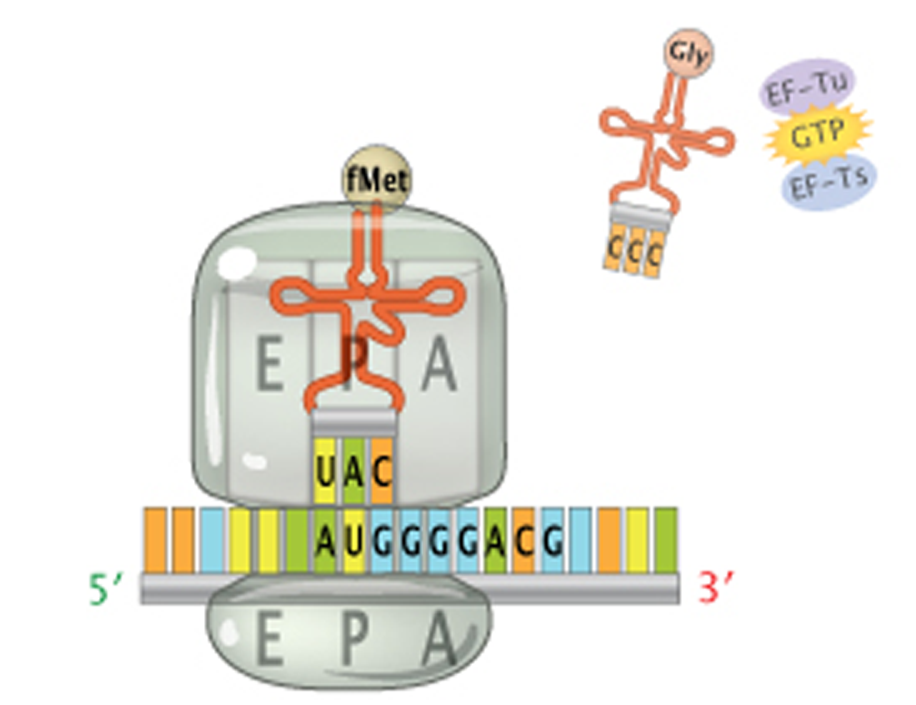 Gly
EF-Tu
GTP
EF-Ts
CCC
fMet
E P A
UAC
AUGGGGACG
5′ 3′
E P A